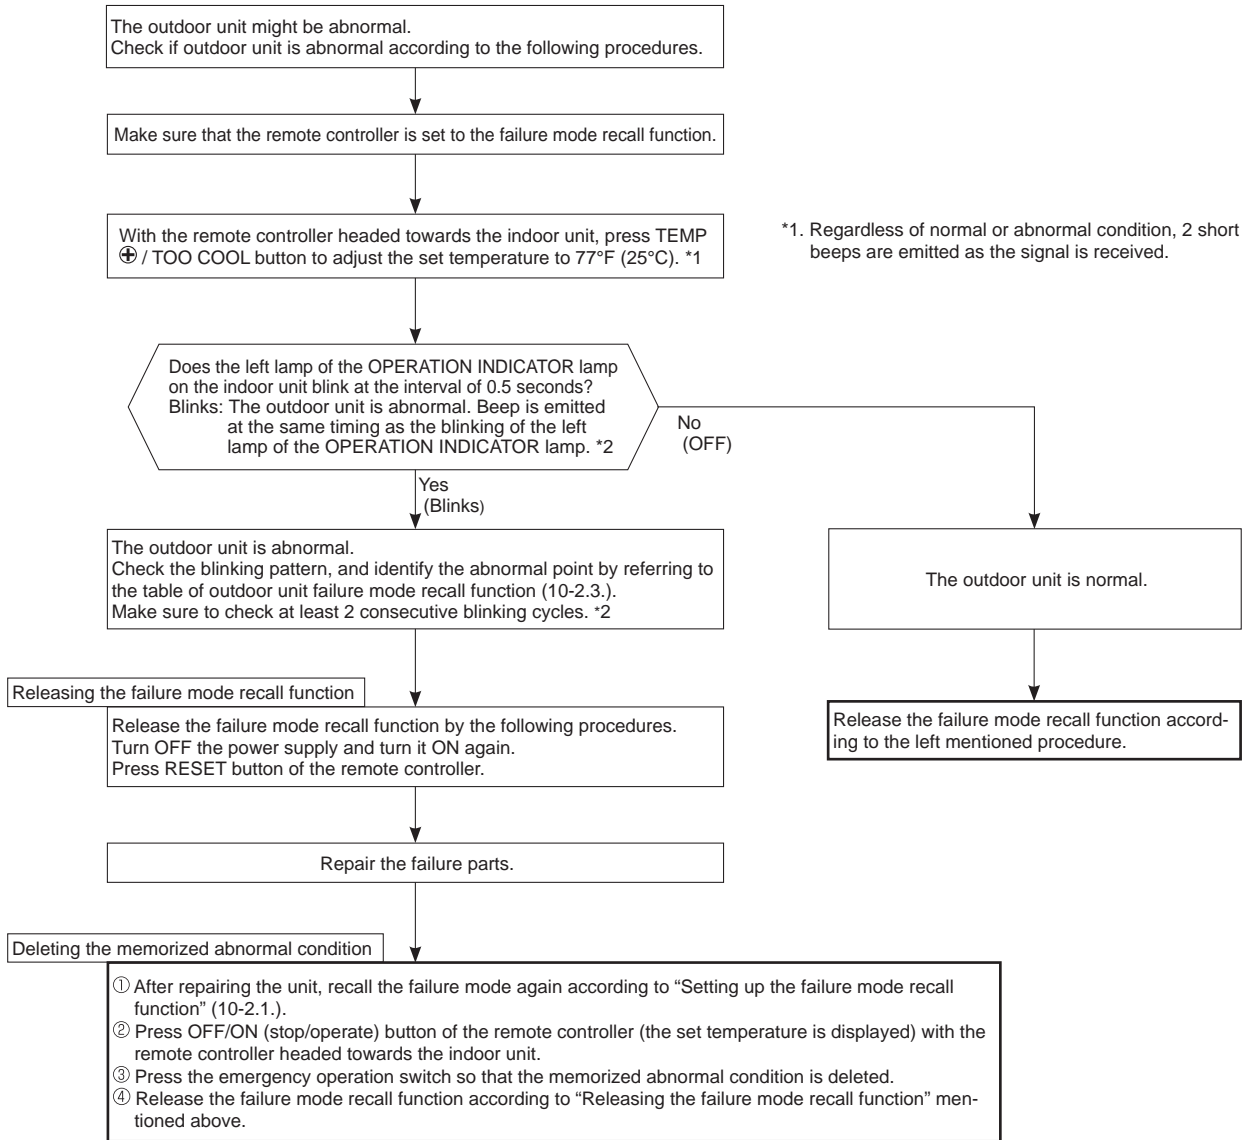 The outdoor unit might be abnormal.
Check if outdoor unit is abnormal according to the following procedures.
Make sure that the remote controller is set to the failure mode recall function.
With the remote controller headed towards the indoor unit, press TEMP
⊕ / TOO COOL button to adjust the set temperature to 77°F (25°C). *1
*1. Regardless of normal or abnormal condition, 2 short
beeps are emitted as the signal is received.
Does the left lamp of the OPERATION INDICATOR lamp
on the indoor unit blink at the interval of 0.5 seconds?
Blinks: The outdoor unit is abnormal. Beep is emitted
at the same timing as the blinking of the left
lamp of the OPERATION INDICATOR lamp. *2
No
(OFF)
Yes
(Blinks)
The outdoor unit is abnormal.
Check the blinking pattern, and identify the abnormal point by referring to
the table of outdoor unit failure mode recall function (10-2.3.).
Make sure to check at least 2 consecutive blinking cycles. *2
The outdoor unit is normal.
Releasing the failure mode recall function
Release the failure mode recall function by the following procedures.
Turn OFF the power supply and turn it ON again.
Press RESET button of the remote controller.
Release the failure mode recall function accord-
ing to the left mentioned procedure.
Repair the failure parts.
Deleting the memorized abnormal condition
① After repairing the unit, recall the failure mode again according to “Setting up the failure mode recall
function” (10-2.1.).
② Press OFF/ON (stop/operate) button of the remote controller (the set temperature is displayed) with the
remote controller headed towards the indoor unit.
③ Press the emergency operation switch so that the memorized abnormal condition is deleted.
④ Release the failure mode recall function according to “Releasing the failure mode recall function” men-
tioned above.